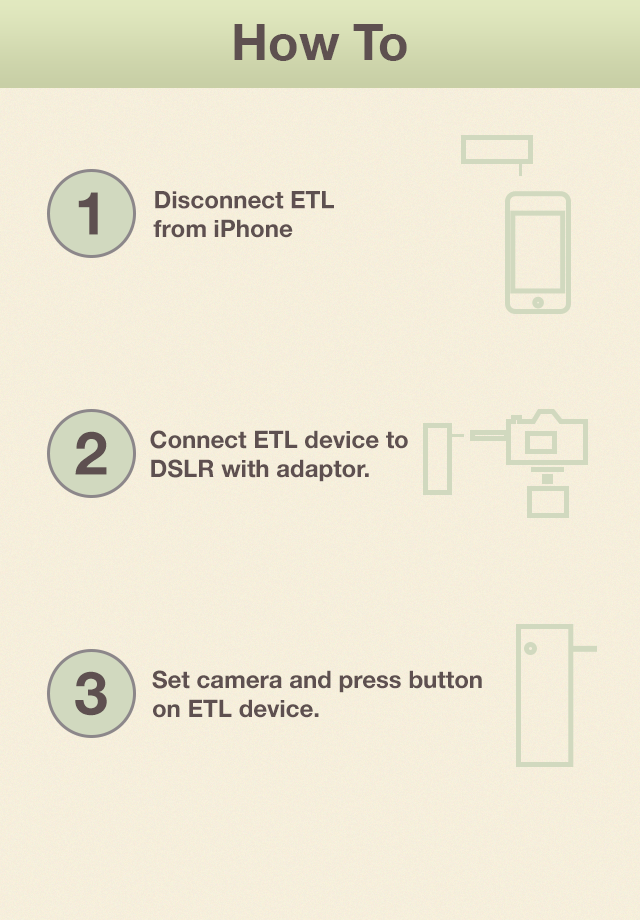 How To
1
Disconnect ETL
from iPhone
2
Connect ETL device to
DSLR with adaptor.
3
Set camera and press button
on ETL device.